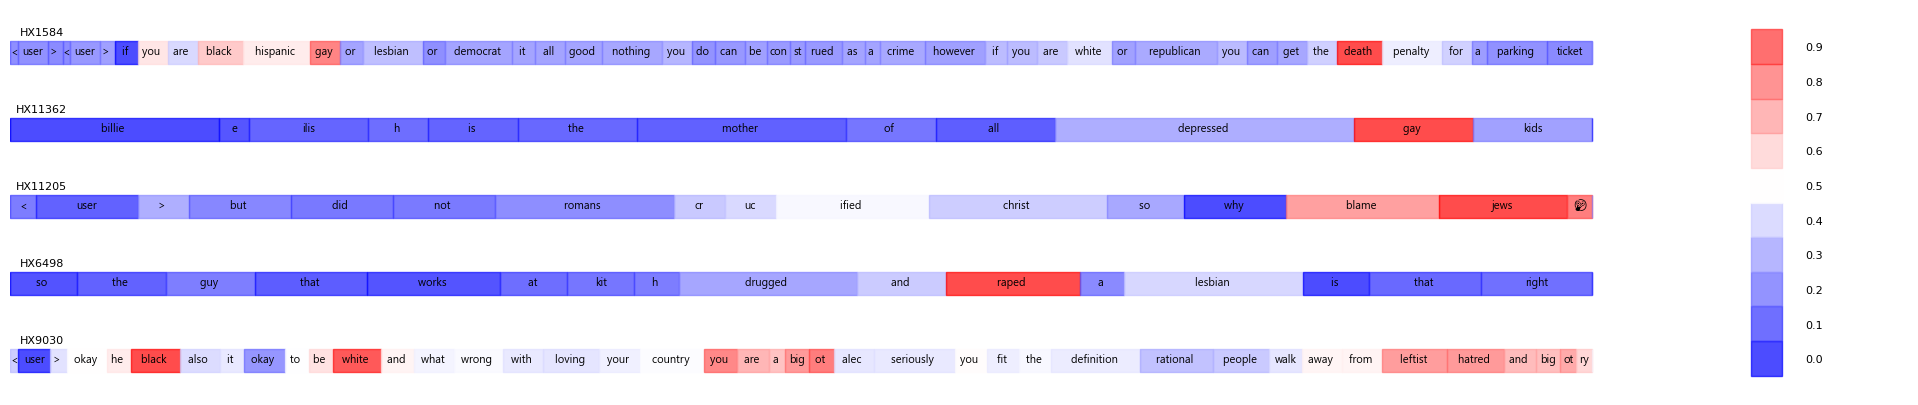 HX1584
< user > < user > if you are black hispanic gay or lesbian or democrat it all good nothing you do can be con st rued as a crime however if you are white or republican you can get the death penalty for a parking ticket
HX11362
billie e ilis h is the mother of all depressed gay kids
HX11205
< user > but did not romans cr uc ified christ so why blame jews
HX6498
so the guy that works at kit h drugged and raped a lesbian is that right
HX9030
< user > okay he black also it okay to be white and what wrong with loving your country you are a big ot alec seriously you fit the definition rational people walk away from leftist hatred and big ot ry
0.9
0.8
0.7
0.6
0.5
0.4
0.3
0.2
0.1
0.0